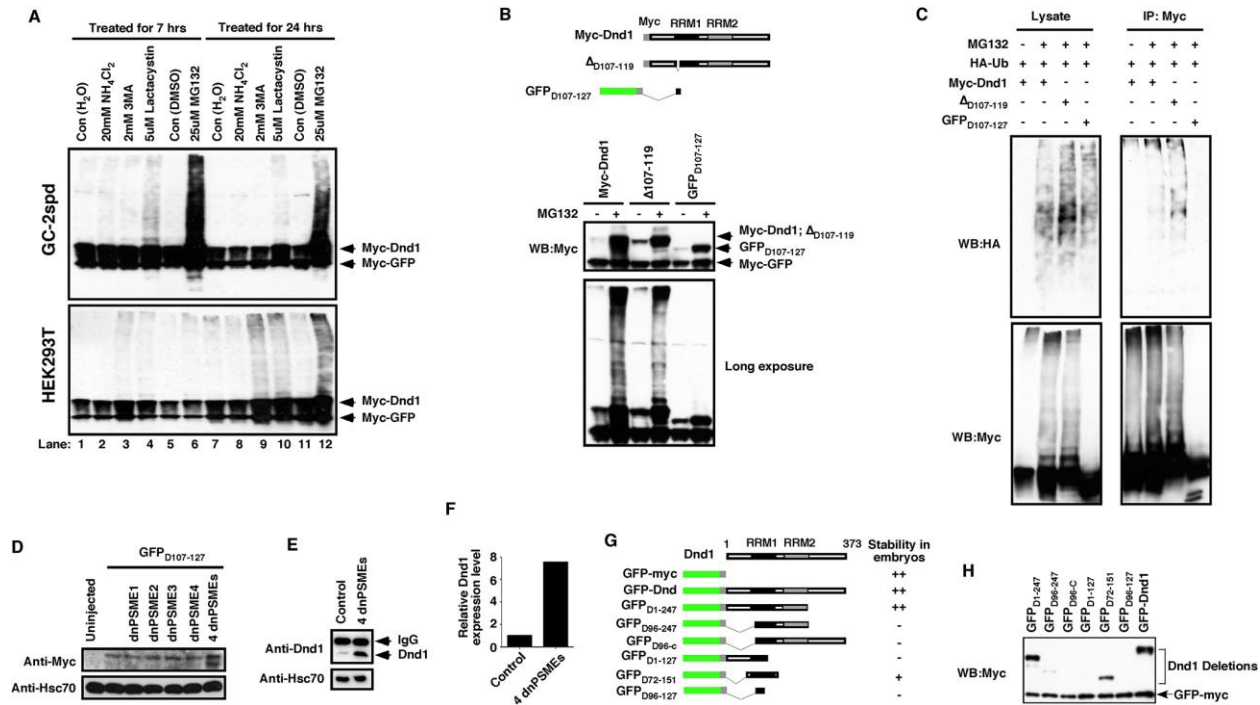 A
Treated for 7 hrs Treated for 24 hrs
Con (H2O)
20mM NH4Cl2
2mM 3MA
5uM Lactacystin
Con (DMSO)
25uM MG132
Con (H2O)
20mM NH4Cl2
2mM 3MA
5uM Lactacystin
Con (DMSO)
25uM MG132
GC-2spd
Myc-Dnd1
Myc-GFP
HEK293T
Myc-Dnd1
Myc-GFP
Lane: 1 2 3 4 5 6 7 8 9 10 11 12
B
Myc RRM1 RRM2
Myc-Dnd1
ΔD107-119
GFPD107-127
Myc-Dnd1
Δ107-119
GFPD107-127
MG132 - + - + - +
WB:Myc
Myc-Dnd1; ΔD107-119
GFPD107-127
Myc-GFP
Long exposure
C
Lysate IP: Myc
MG132 - + + + - + + +
HA-Ub + + + + + + + +
Myc-Dnd1 + + - - + + - -
ΔD107-119 - - + - - - + -
GFPD107-127 - - - + - - - +
WB:HA
WB:Myc
D
GFPD107-127
Uninjected
-
dnPSME1
dnPSME2
dnPSME3
dnPSME4
4 dnPSMEs
Anti-Myc
Anti-Hsc70
E
Control
4 dnPSMEs
Anti-Dnd1
IgG
Dnd1
Anti-Hsc70
F
Relative Dnd1
expression level
8
6
4
2
0
Control
4 dnPSMEs
G
1 RRM1 RRM2 373 Stability in
Dnd1 embryos
GFP-myc ++
GFP-Dnd ++
GFPD1-247 ++
GFPD96-247 -
GFPD96-c -
GFPD1-127 -
GFPD72-151 +
GFPD96-127 -
H
GFPD1-247
GFPD96-247
GFPD96-C
GFPD1-127
GFPD72-151
GFPD96-127
GFP-Dnd1
WB:Myc
Dnd1 Deletions
GFP-myc